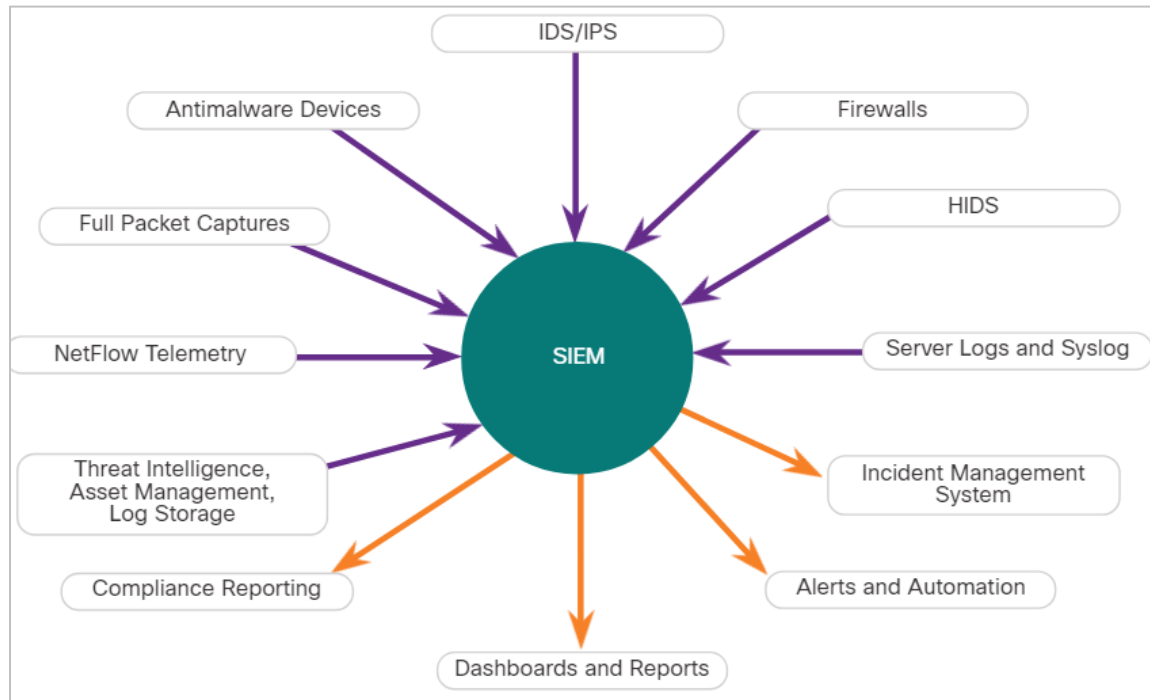 IDS/IPS
Antimalware Devices
Firewalls
Full Packet Captures
HIDS
NetFlow Telemetry
SIEM
Server Logs and Syslog
Threat Intelligence,
Asset Management,
Log Storage
Incident Management
System
Compliance Reporting
Alerts and Automation
Dashboards and Reports